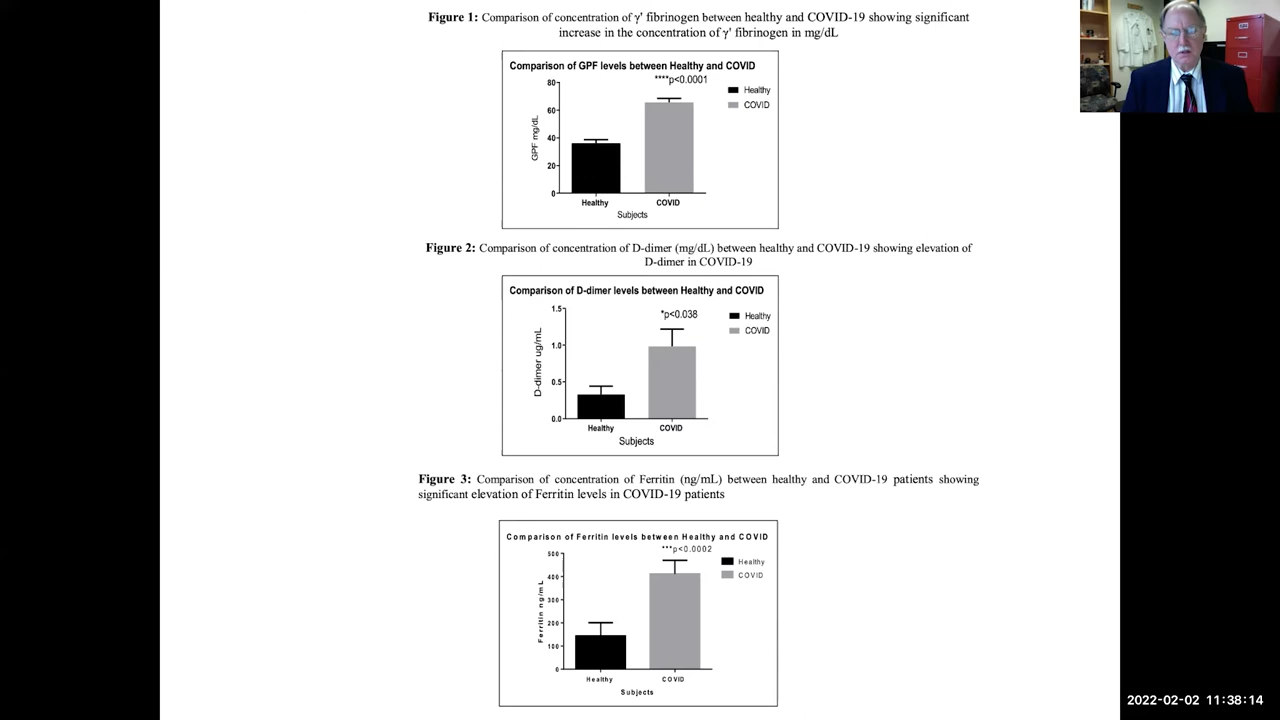 Figure 1: Comparison of concentration of γ' fibrinogen between healthy and COVID-19 showing significant
increase in the concentration of γ' fibrinogen in mg/dL
Comparison of GPF levels between Healthy and COVID
****p<0.0001
80
60
40
20
0
GPF mg/dL
Healthy
COVID
Healthy
COVID
Subjects
Figure 2: Comparison of concentration of D-dimer (mg/dL) between healthy and COVID-19 showing elevation of
D-dimer in COVID-19
Comparison of D-dimer levels between Healthy and COVID
*p<0.038
1.5
1.0
0.5
0.0
D-dimer ug/mL
Healthy
COVID
Healthy
COVID
Subjects
Figure 3: Comparison of concentration of Ferritin (ng/mL) between healthy and COVID-19 patients showing
significant elevation of Ferritin levels in COVID-19 patients
Comparison of Ferritin levels between Healthy and COVID
***p<0.0002
500
400
300
200
100
0
Ferritin ng/mL
Healthy
COVID
Healthy
COVID
Subjects
2022-02-02 11:38:14